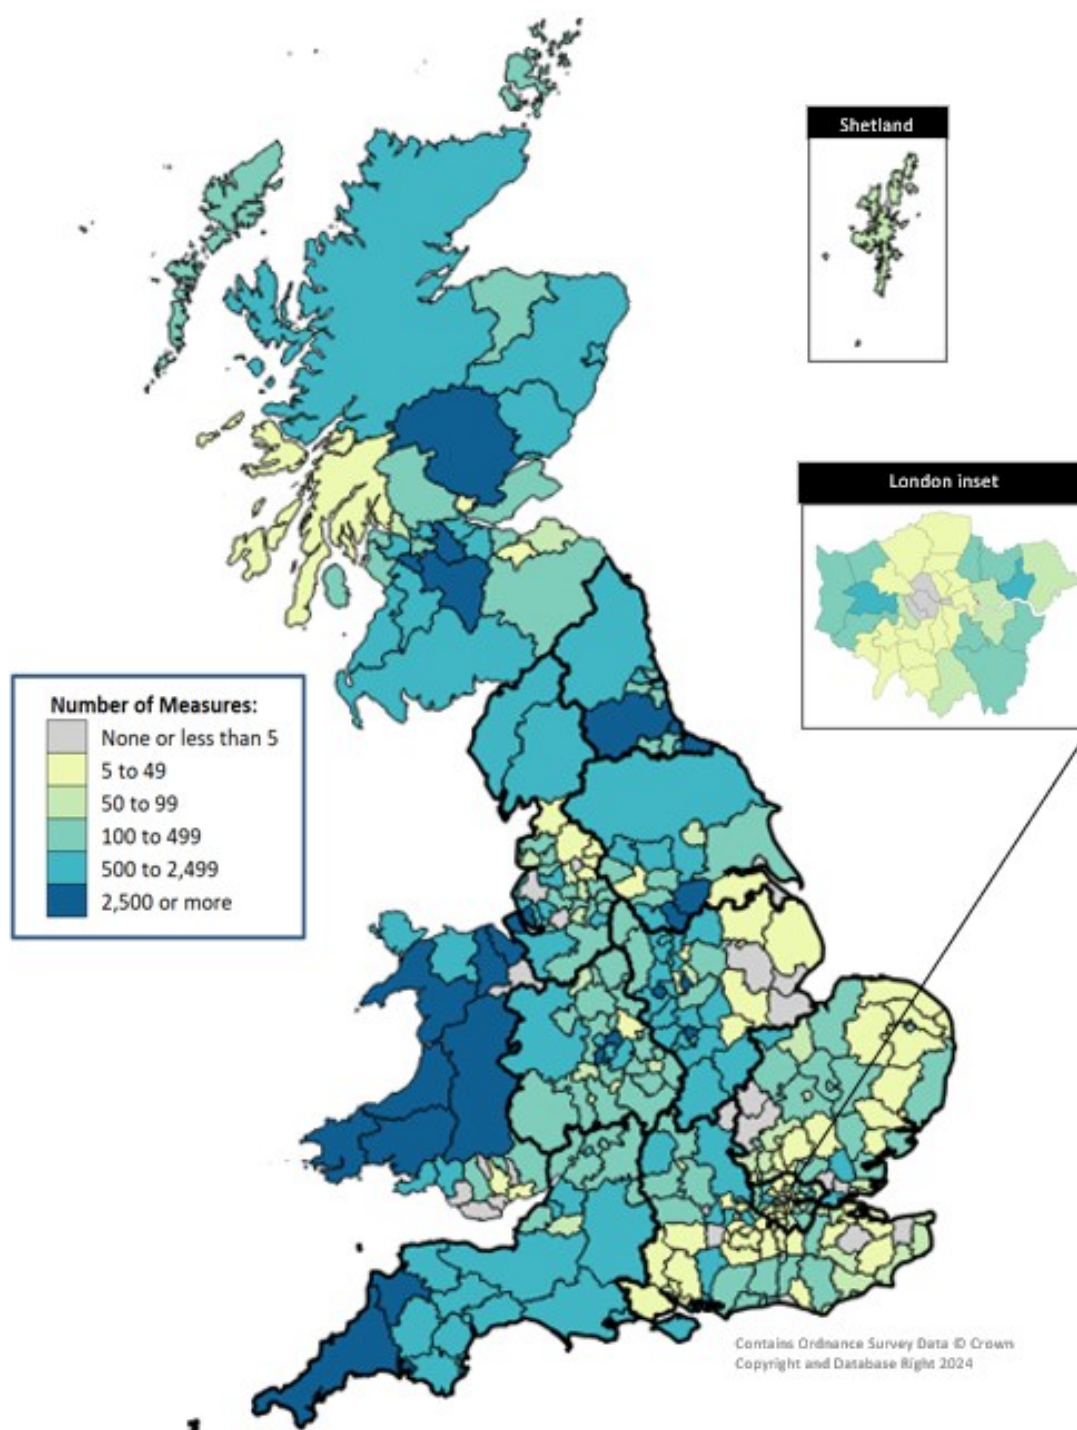 Shetland
London inset
Number of Measures:
None or less than 5
5 to 49
50 to 99
100 to 499
500 to 2,499
2,500 or more
Contains Ordnance Survey Data © Crown
Copyright and Database Right 2024